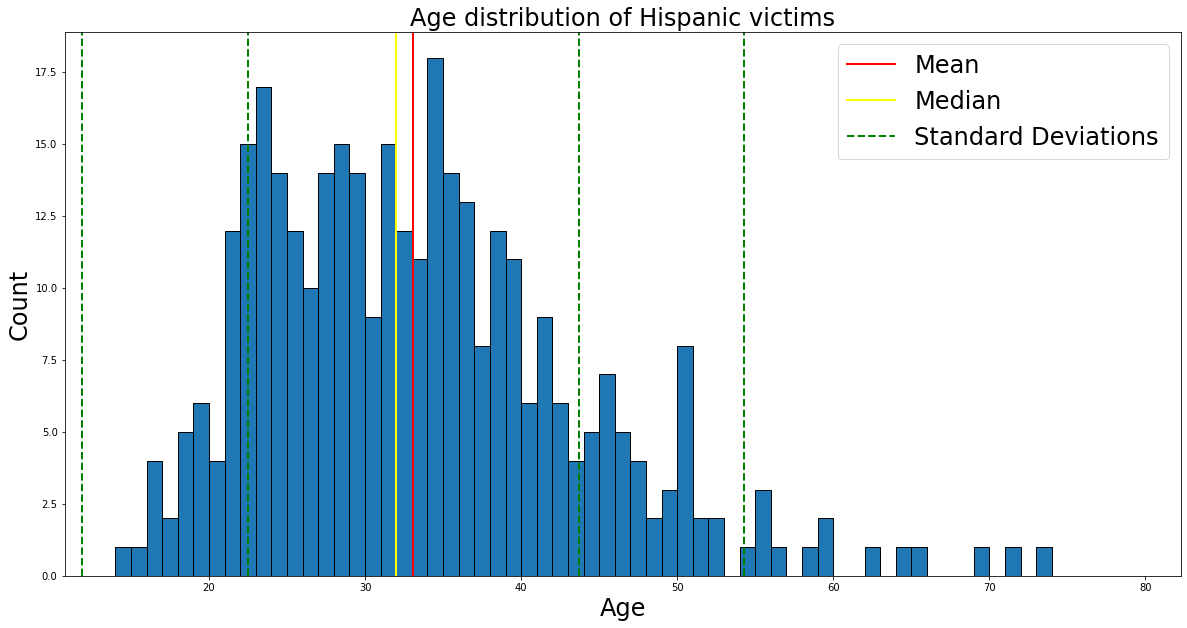 Age distribution of Hispanic victims
Mean
Median
Standard Deviations
Count
17.5
15.0
12.5
10.0
7.5
5.0
2.5
0.0
20 30 40 50 60 70 80
Age